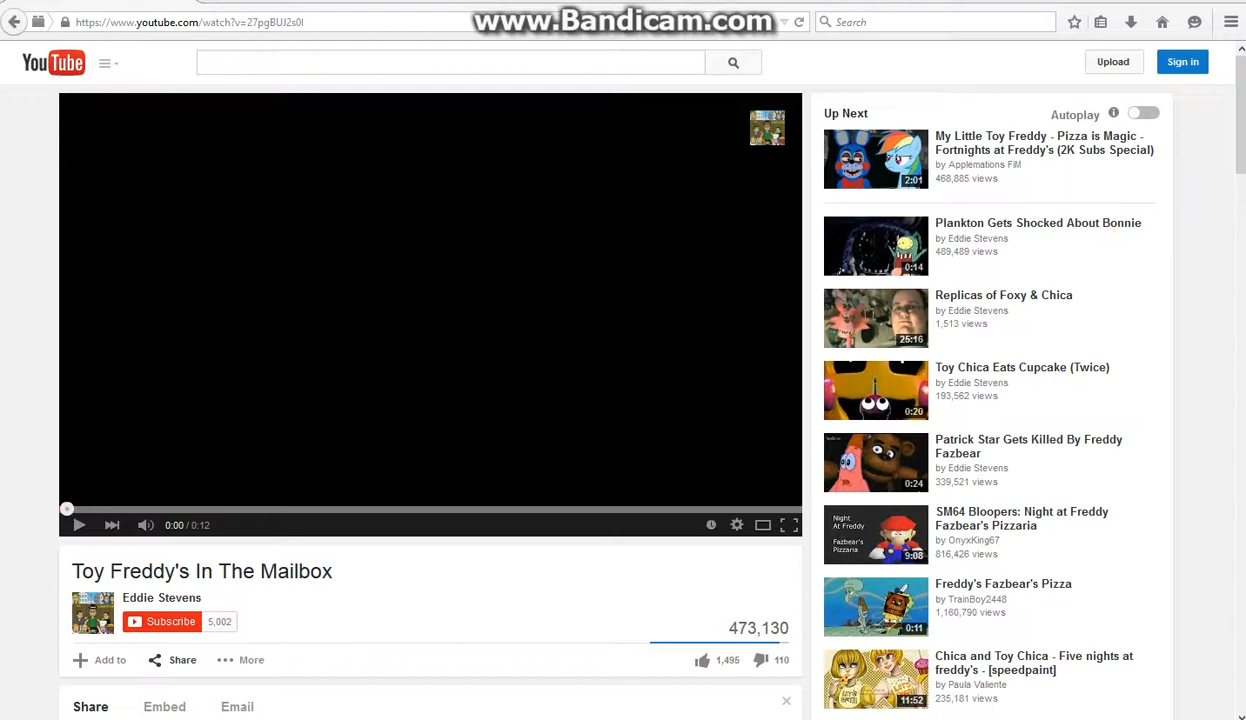 https://www.youtube.com/watch?v=27pgBUJ2s0I
www.Bandicam.com
Search
YouTube
Upload
Sign in
Up Next
Autoplay
My Little Toy Freddy - Pizza is Magic -
Fortnights at Freddy's (2K Subs Special)
by Applemations FiM
468,885 views
2:01
Plankton Gets Shocked About Bonnie
by Eddie Stevens
489,489 views
0:14
Replicas of Foxy & Chica
by Eddie Stevens
1,513 views
25:16
Toy Chica Eats Cupcake (Twice)
by Eddie Stevens
193,562 views
0:20
Patrick Star Gets Killed By Freddy
Fazbear
by Eddie Stevens
339,521 views
0:24
SM64 Bloopers: Night at Freddy
Fazbear's Pizzaria
by OnyxKing67
816,426 views
Night
At Freddy
Fazbear's
Pizzaria
9:08
Freddy's Fazbear's Pizza
by TrainBoy2448
1,160,790 views
0:11
Chica and Toy Chica - Five nights at
freddy's - [speedpaint]
by Paula Valiente
235,181 views
11:52
0:00 / 0:12
Toy Freddy's In The Mailbox
Eddie Stevens
Subscribe 5,002
473,130
Add to
Share
More
1,495
110
Share
Embed
Email